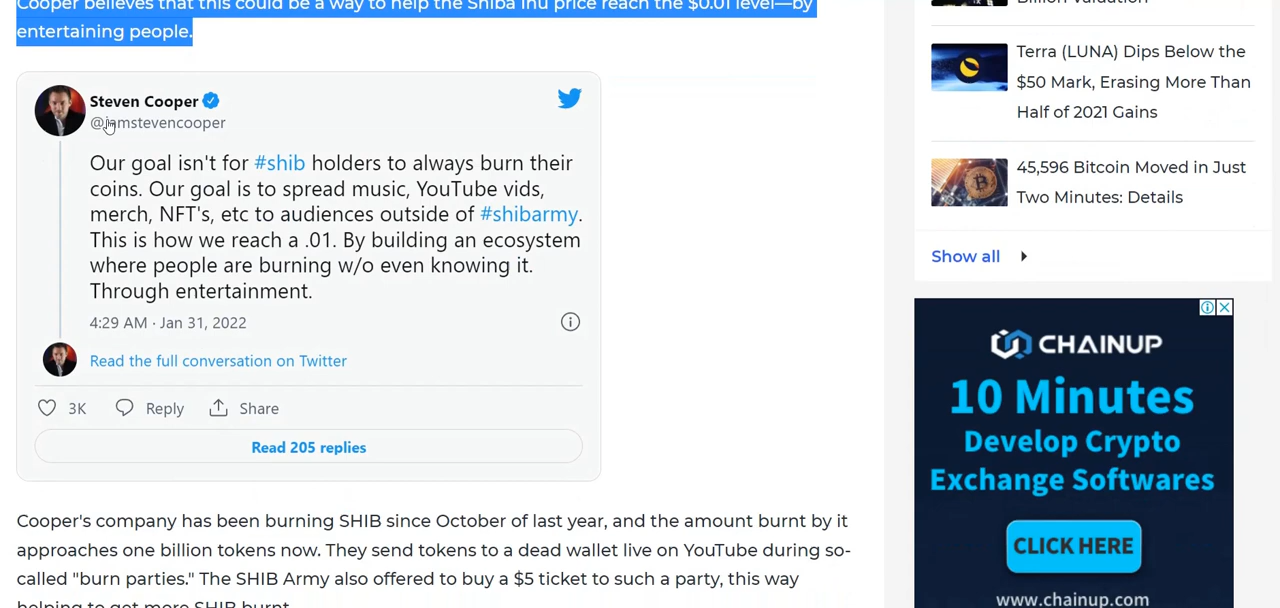 Cooper believes that this could be a way to help the Shiba Inu price reach the $0.01 level—by
entertaining people.
Steven Cooper
@iamstevencooper
Our goal isn't for #shib holders to always burn their
coins. Our goal is to spread music, YouTube vids,
merch, NFT's, etc to audiences outside of #shibarmy.
This is how we reach a .01. By building an ecosystem
where people are burning w/o even knowing it.
Through entertainment.
4:29 AM · Jan 31, 2022
Read the full conversation on Twitter
3K Reply Share
Read 205 replies
Cooper's company has been burning SHIB since October of last year, and the amount burnt by it
approaches one billion tokens now. They send tokens to a dead wallet live on YouTube during so-
called "burn parties." The SHIB Army also offered to buy a $5 ticket to such a party, this way
helping to get more SHIB burnt.
Billion Valuation
Terra (LUNA) Dips Below the
$50 Mark, Erasing More Than
Half of 2021 Gains
45,596 Bitcoin Moved in Just
Two Minutes: Details
Show all
CHAINUP
10 Minutes
Develop Crypto
Exchange Softwares
CLICK HERE
www.chainup.com